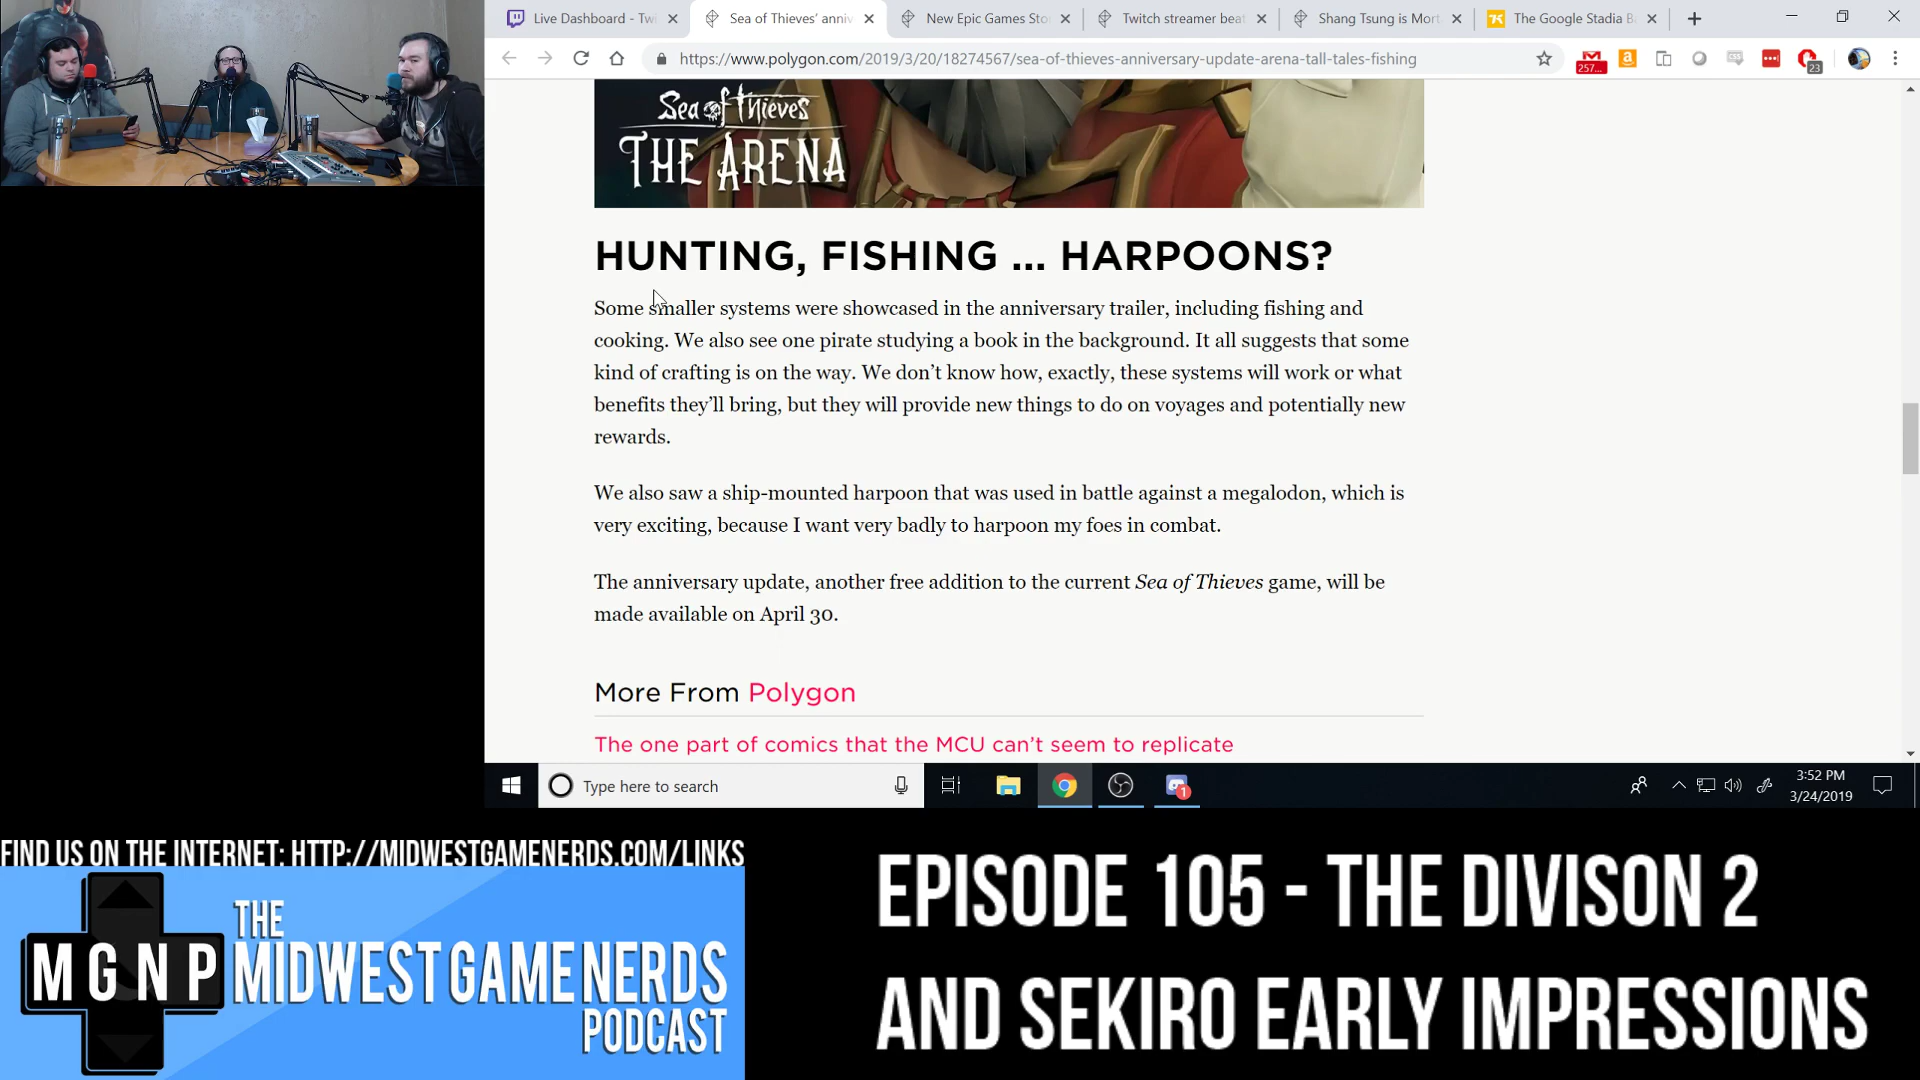 Live Dashboard - Twi
Sea of Thieves' anniv
New Epic Games Sto
Twitch streamer beat
Shang Tsung is Mort
The Google Stadia B
https://www.polygon.com/2019/3/20/18274567/sea-of-thieves-anniversary-update-arena-tall-tales-fishing
257...
23
Sea of Thieves
THE ARENA
HUNTING, FISHING ... HARPOONS?
Some smaller systems were showcased in the anniversary trailer, including fishing and
cooking. We also see one pirate studying a book in the background. It all suggests that some
kind of crafting is on the way. We don't know how, exactly, these systems will work or what
benefits they'll bring, but they will provide new things to do on voyages and potentially new
rewards.
We also saw a ship-mounted harpoon that was used in battle against a megalodon, which is
very exciting, because I want very badly to harpoon my foes in combat.
The anniversary update, another free addition to the current Sea of Thieves game, will be
made available on April 30.
More From Polygon
The one part of comics that the MCU can't seem to replicate
Type here to search
1
3:52 PM
3/24/2019
FIND US ON THE INTERNET: HTTP://MIDWESTGAMENERDS.COM/LINKS
MGNP
THE
MIDWEST GAME NERDS
PODCAST
EPISODE 105 - THE DIVISON 2
AND SEKIRO EARLY IMPRESSIONS